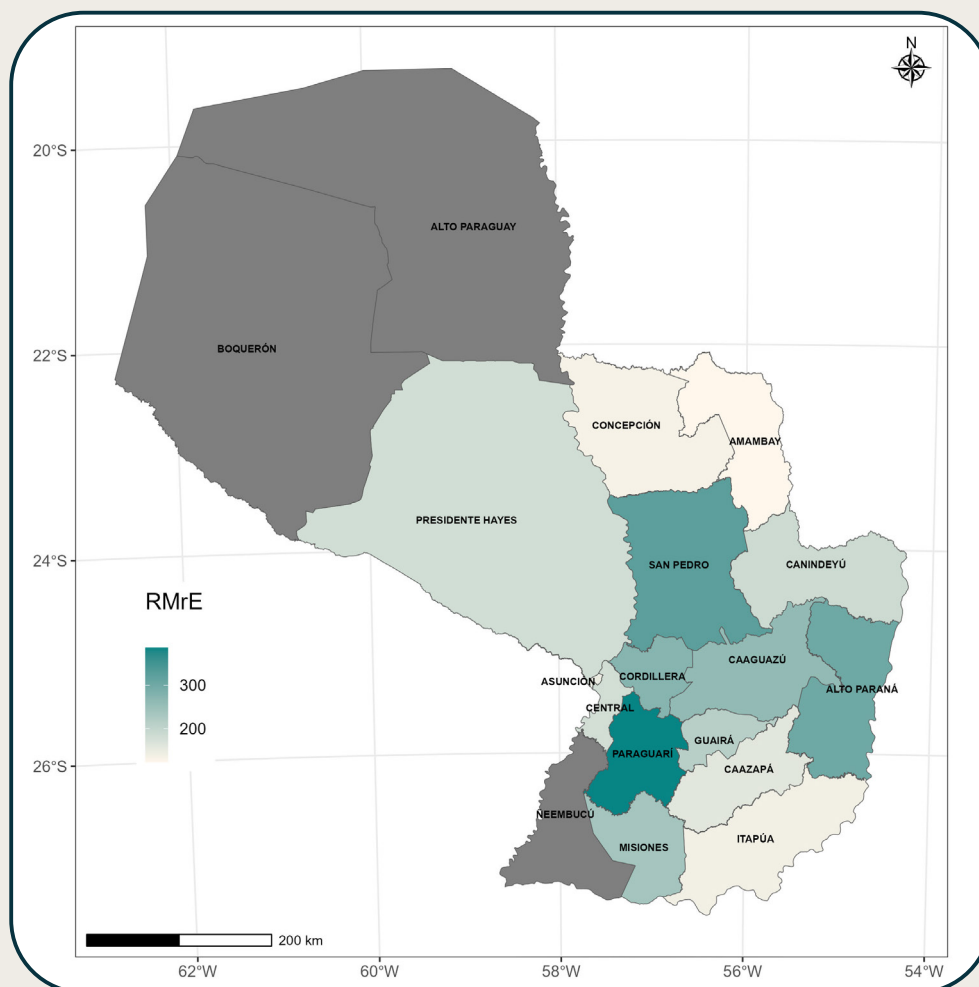 N
20°S
ALTO PARAGUAY
22°S
BOQUERÓN
CONCEPCIÓN
AMAMBAY
PRESIDENTE HAYES
24°S
SAN PEDRO
CANINDEYÚ
RMrE
300
200
CAAGUAZÚ
CORDILLERA
ASUNCIÓN
ALTO PARANÁ
CENTRAL
GUAIRÁ
PARAGUARÍ
26°S
CAAZAPÁ
ÑEEMBUCÚ
ITAPÚA
MISIONES
200 km
62°W
60°W
58°W
56°W
54°W